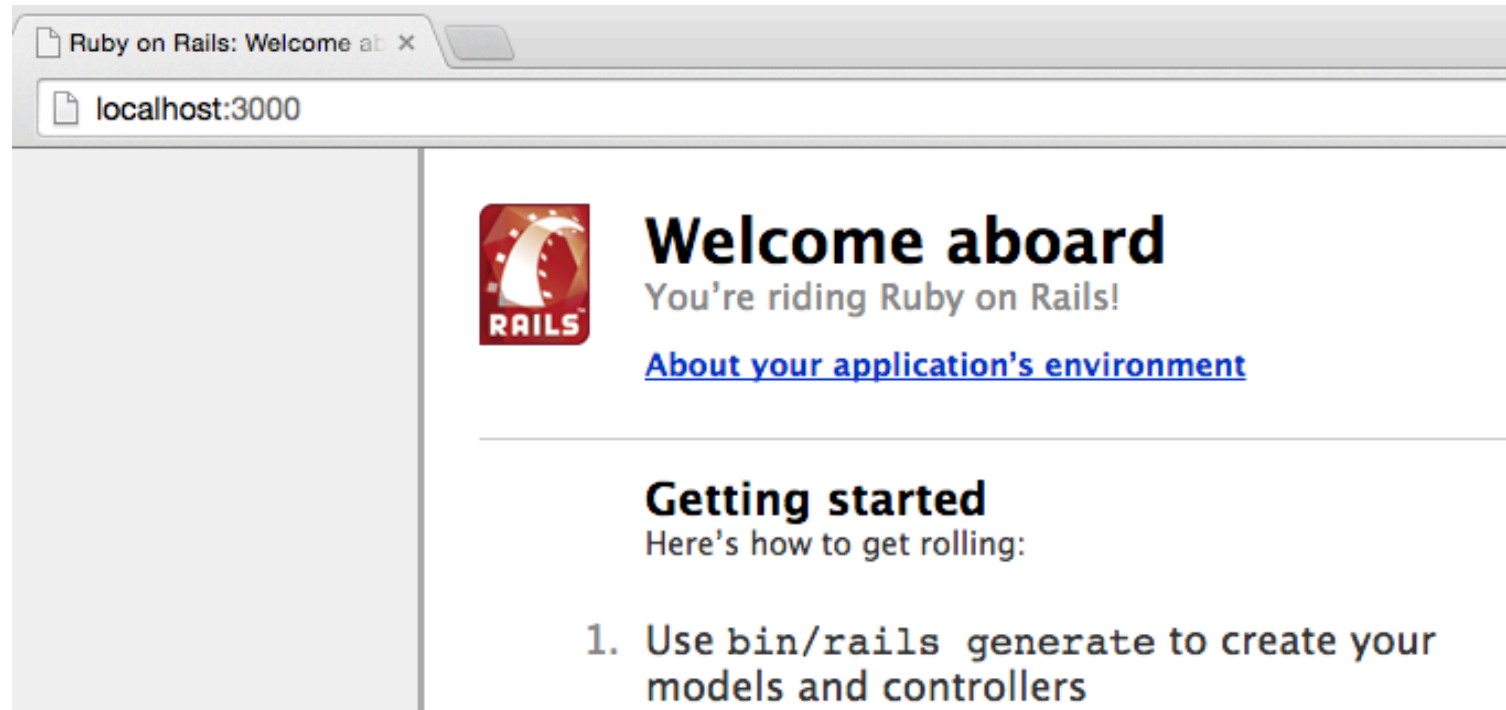 Ruby on Rails: Welcome ab
localhost:3000
RAILS
Welcome aboard
You're riding Ruby on Rails!
About your application's environment
Getting started
Here's how to get rolling:
1. Use bin/rails generate to create your
models and controllers